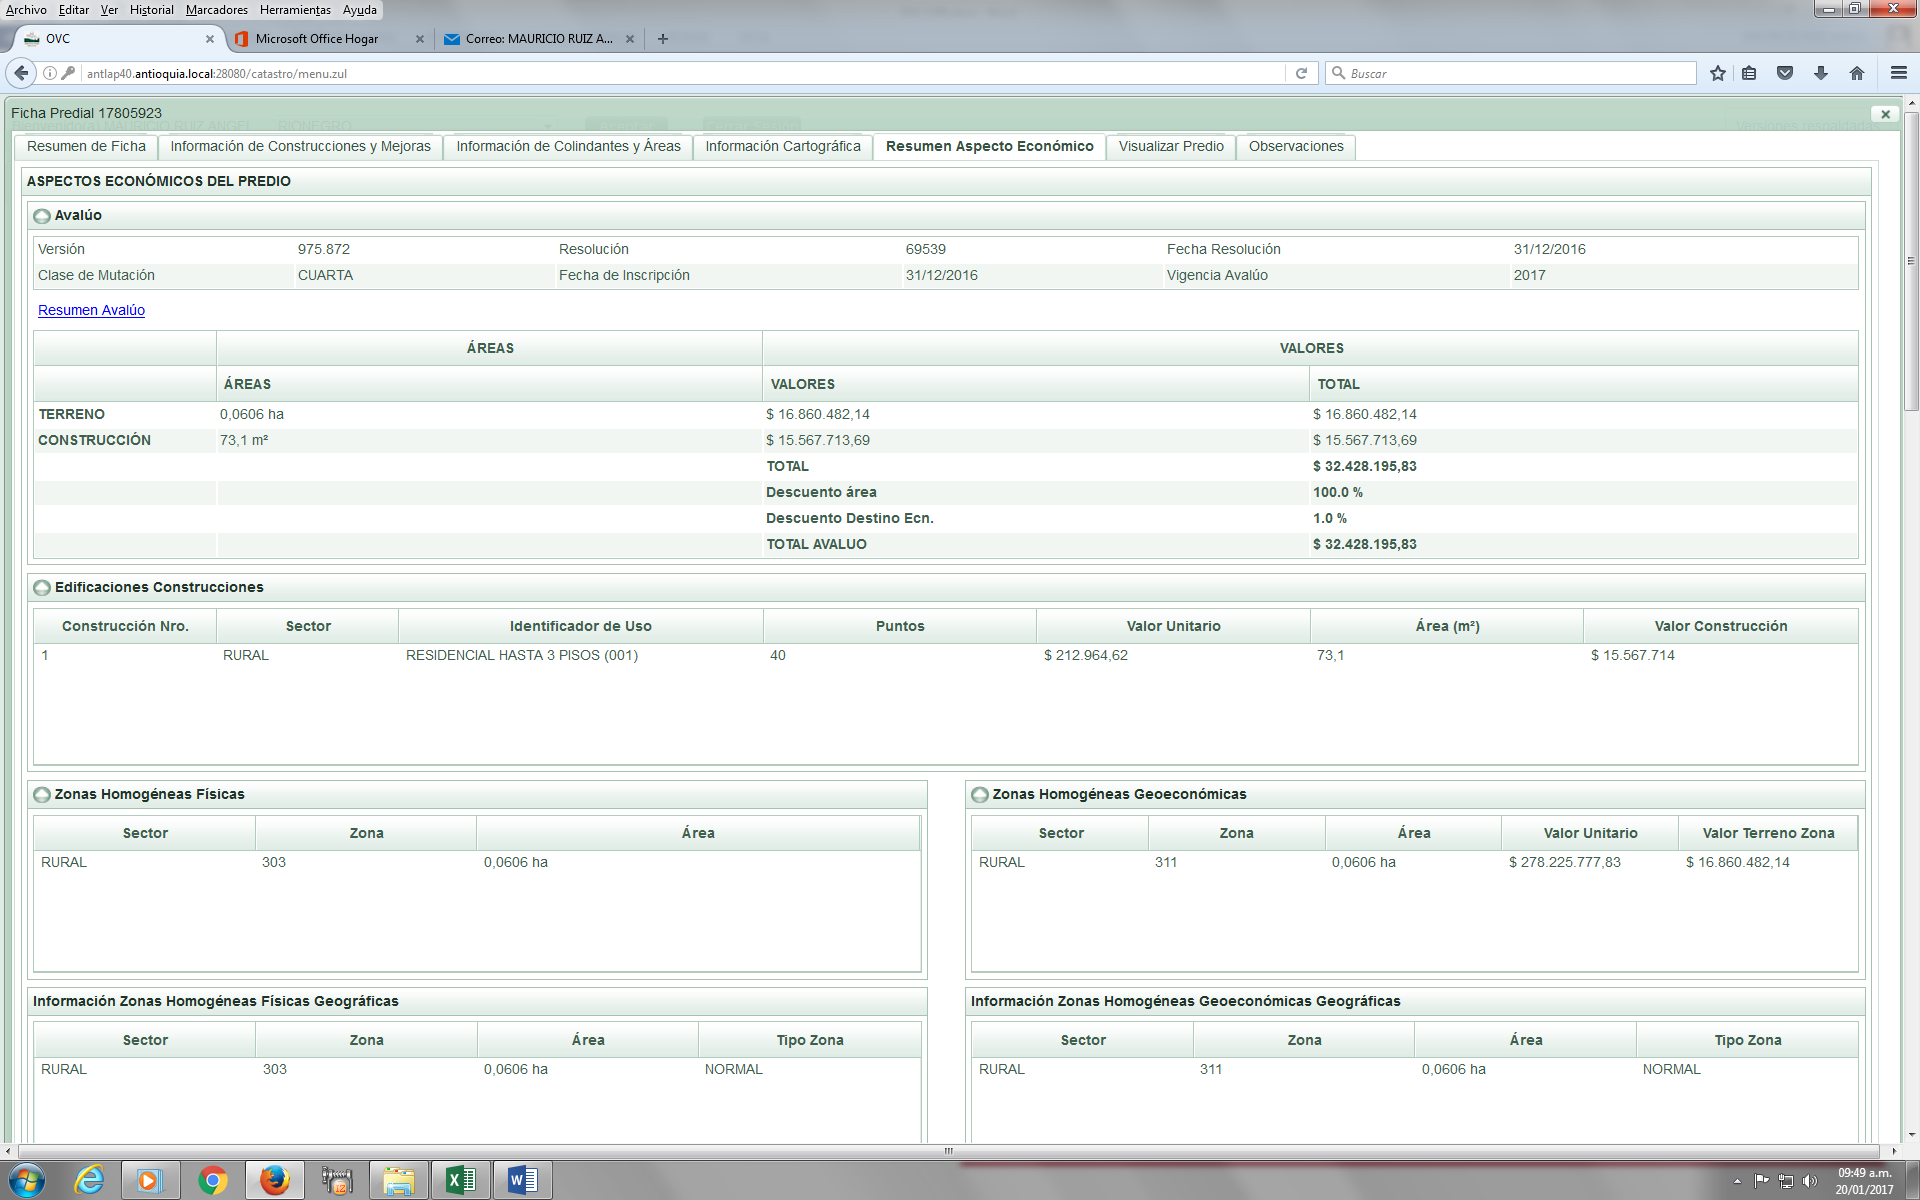 Archivo Editar Ver Historial Marcadores Herramientas Ayuda
OVC Microsoft Office Hogar Correo: MAURICIO RUIZ A...
antlap40.antioquia.local:28080/catastro/menu.zul Buscar
Ficha Predial 17805923
Resumen de Ficha Información de Construcciones y Mejoras Información de Colindantes y Áreas Información Cartográfica Resumen Aspecto Económico Visualizar Predio Observaciones
ASPECTOS ECONÓMICOS DEL PREDIO
Avalúo
Versión 975.872 Resolución 69539 Fecha Resolución 31/12/2016
Clase de Mutación CUARTA Fecha de Inscripción 31/12/2016 Vigencia Avalúo 2017
Resumen Avalúo
ÁREAS VALORES
ÁREAS VALORES TOTAL
TERRENO 0,0606 ha $ 16.860.482,14 $ 16.860.482,14
CONSTRUCCIÓN 73,1 m² $ 15.567.713,69 $ 15.567.713,69
TOTAL $ 32.428.195,83
Descuento área 100.0 %
Descuento Destino Ecn. 1.0 %
TOTAL AVALUO $ 32.428.195,83
Edificaciones Construcciones
Construcción Nro. Sector Identificador de Uso Puntos Valor Unitario Área (m²) Valor Construcción
1 RURAL RESIDENCIAL HASTA 3 PISOS (001) 40 $ 212.964,62 73,1 $ 15.567.714
Zonas Homogéneas Físicas Zonas Homogéneas Geoeconómicas
Sector Zona Área Sector Zona Área Valor Unitario Valor Terreno Zona
RURAL 303 0,0606 ha RURAL 311 0,0606 ha $ 278.225.777,83 $ 16.860.482,14
Información Zonas Homogéneas Físicas Geográficas Información Zonas Homogéneas Geoeconómicas Geográficas
Sector Zona Área Tipo Zona Sector Zona Área Tipo Zona
RURAL 303 0,0606 ha NORMAL RURAL 311 0,0606 ha NORMAL
09:49 a.m.
20/01/2017